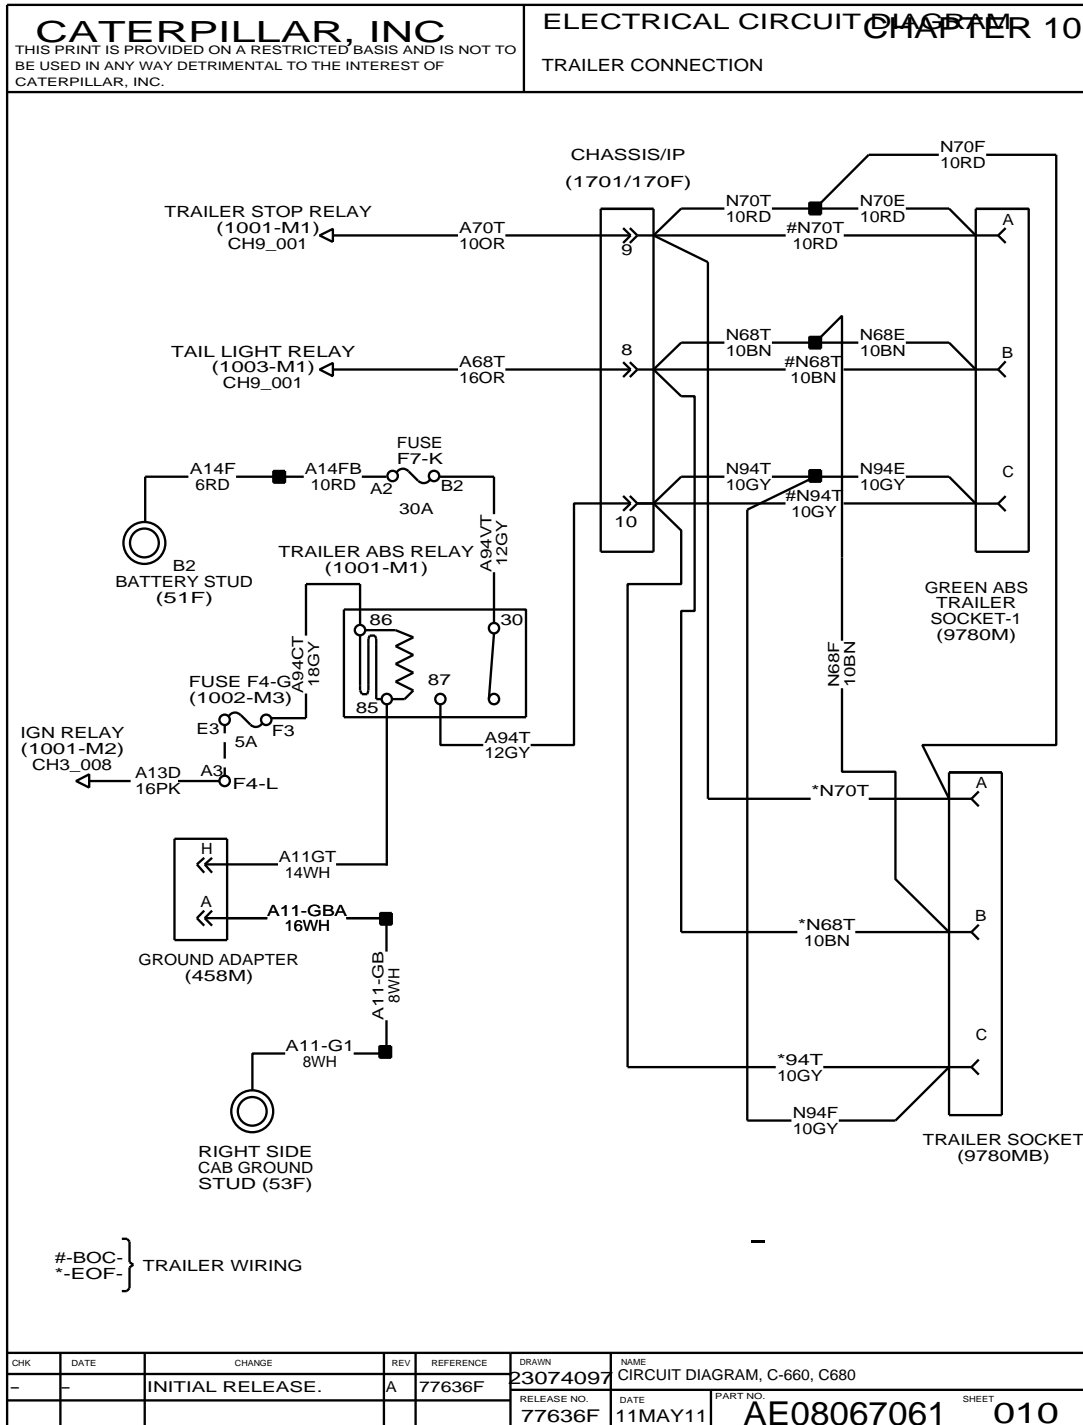 CATERPILLAR, INC
THIS PRINT IS PROVIDED ON A RESTRICTED BASIS AND IS NOT TO
BE USED IN ANY WAY DETRIMENTAL TO THE INTEREST OF
CATERPILLAR, INC.
ELECTRICAL CIRCUIT DIAGRAM
CHAPTER 10
TRAILER CONNECTION
CHASSIS/IP
(1701/170F)
N70F
10RD
TRAILER STOP RELAY
(1001-M1)
CH9_001
A70T
10OR
9
N70T
10RD
N70E
10RD
#N70T
10RD
A
TAIL LIGHT RELAY
(1003-M1)
CH9_001
A68T
16OR
8
N68T
10BN
N68E
10BN
#N68T
10BN
B
A14F
6RD
A14FB
10RD
FUSE
F7-K
A2
B2
30A
A94VT
12GY
10
N94T
10GY
N94E
10GY
#N94T
10GY
C
B2
BATTERY STUD
(51F)
TRAILER ABS RELAY
(1001-M1)
GREEN ABS
TRAILER
SOCKET-1
(9780M)
86
30
87
85
A94CT
18GY
N68F
10BN
FUSE F4-G
(1002-M3)
E3
F3
5A
IGN RELAY
(1001-M2)
CH3_008
A13D
16PK
A3
F4-L
A94T
12GY
*N70T
A
H
A11GT
14WH
A
A11-GBA
16WH
GROUND ADAPTER
(458M)
A11-GB
8WH
*N68T
10BN
B
A11-G1
8WH
*94T
10GY
C
N94F
10GY
RIGHT SIDE
CAB GROUND
STUD (53F)
TRAILER SOCKET
(9780MB)
#-BOC-
*-EOF-
TRAILER WIRING
CHK DATE CHANGE REV REFERENCE
- - INITIAL RELEASE. A 77636F
DRAWN
23074097
NAME
CIRCUIT DIAGRAM, C-660, C680
RELEASE NO.
77636F
DATE
11MAY11
PART NO.
AE08067061
SHEET
010